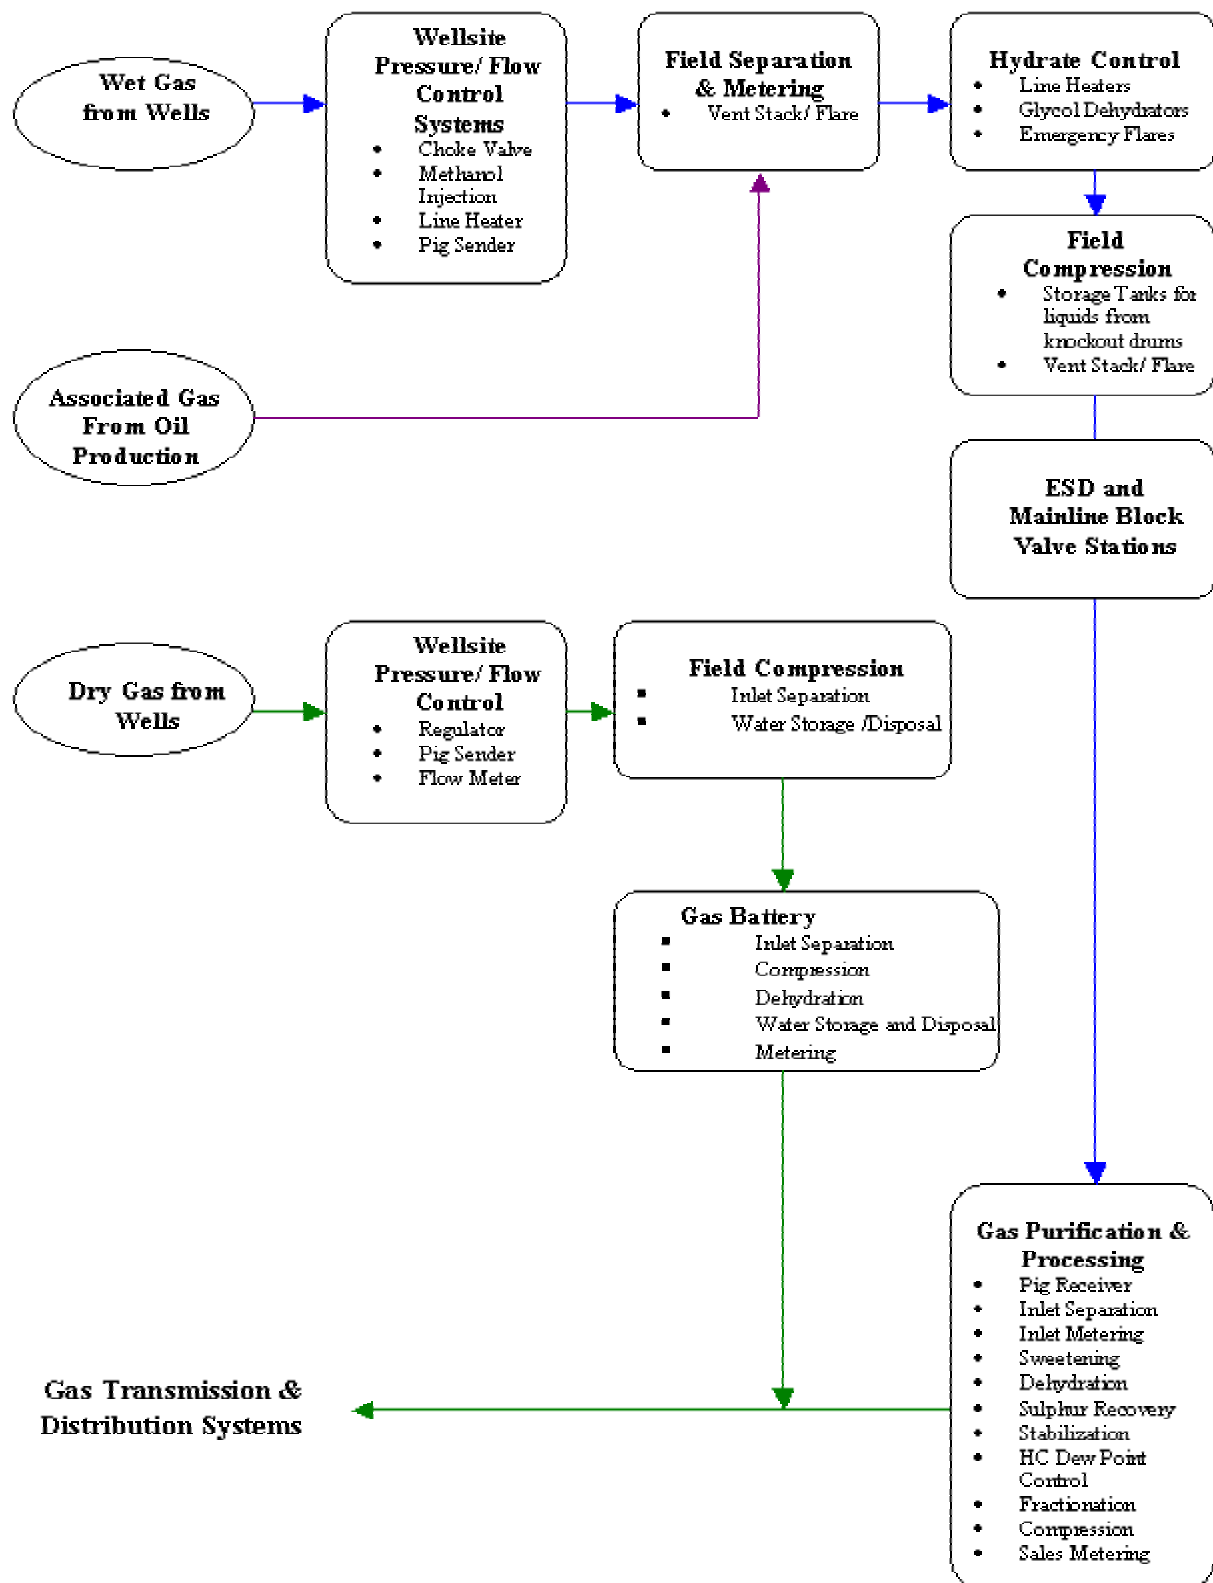 Wet Gas
from Wells
Wellsite
Pressure/ Flow
Control
Systems
• Choke Valve
• Methanol
Injection
• Line Heater
• Pig Sender
Field Separation
& Metering
• Vent Stack/ Flare
Hydrate Control
• Line Heaters
• Glycol Dehydrators
• Emergency Flares
Field
Compression
• Storage Tanks for
liquids from
knockout drums
• Vent Stack/ Flare
Associated Gas
From Oil
Production
ESD and
Mainline Block
Valve Stations
Dry Gas from
Wells
Wellsite
Pressure/ Flow
Control
• Regulator
• Pig Sender
• Flow Meter
Field Compression
▪ Inlet Separation
▪ Water Storage /Disposal
Gas Battery
▪ Inlet Separation
▪ Compression
▪ Dehydration
▪ Water Storage and Disposal
▪ Metering
Gas Purification &
Processing
• Pig Receiver
• Inlet Separation
• Inlet Metering
• Sweetening
• Dehydration
• Sulphur Recovery
• Stabilization
• HC Dew Point
Control
• Fractionation
• Compression
• Sales Metering
Gas Transmission &
Distribution Systems